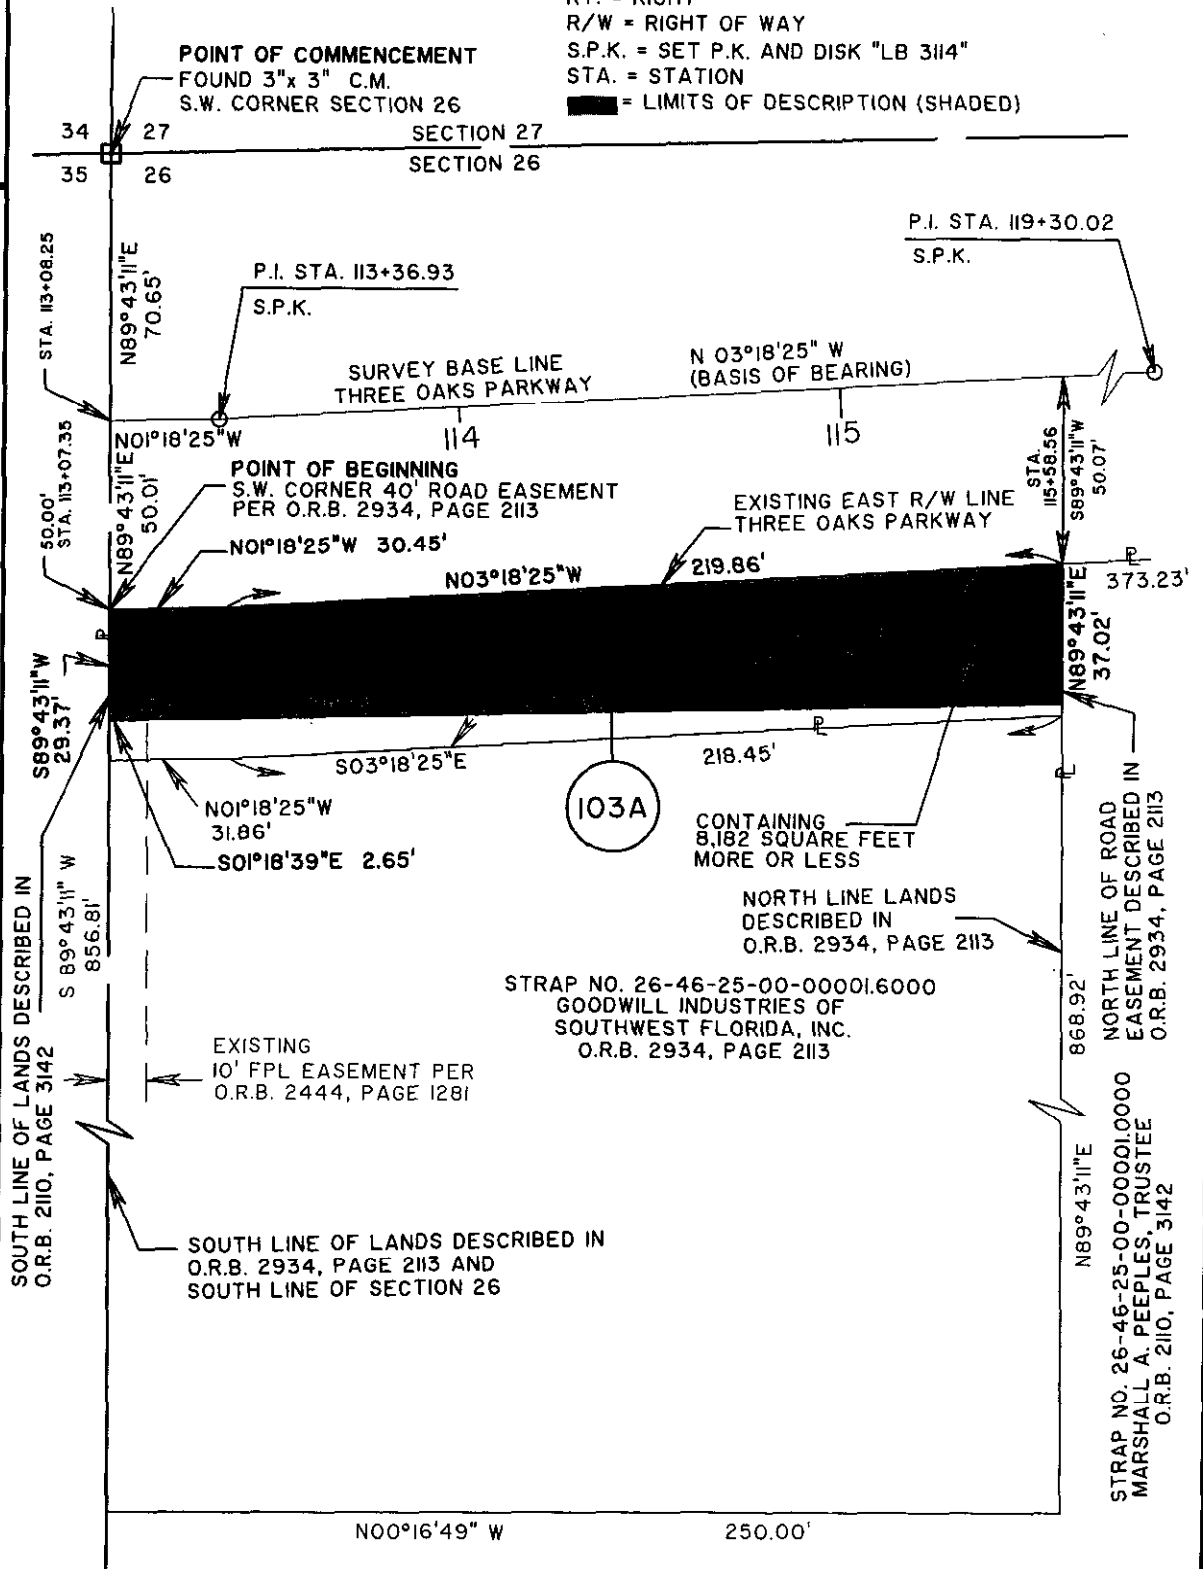 R/W = RIGHT OF WAY
S.P.K. = SET P.K. AND DISK "LB 3114"
STA. = STATION
= LIMITS OF DESCRIPTION (SHADED)
POINT OF COMMENCEMENT
FOUND 3"x 3" C.M.
S.W. CORNER SECTION 26
34 27
35 26
SECTION 27
SECTION 26
P.I. STA. 119+30.02
S.P.K.
P.I. STA. 113+36.93
S.P.K.
STA. 113+08.25
N89°43'11"E
70.65'
SURVEY BASE LINE
THREE OAKS PARKWAY
N 03°18'25" W
(BASIS OF BEARING)
N01°18'25"W
114
115
50.00'
STA. 113+07.35
N89°43'11"E
50.01'
POINT OF BEGINNING
S.W. CORNER 40' ROAD EASEMENT
PER O.R.B. 2934, PAGE 2113
STA.
115+58.56
S89°43'11"W
50.07'
EXISTING EAST R/W LINE
THREE OAKS PARKWAY
N01°18'25"W 30.45'
N03°18'25"W
219.86'
373.23'
N89°43'11"E
37.02'
S89°43'11"W
29.37'
S03°18'25"E
218.45'
103A
N01°18'25"W
31.86'
S01°18'39"E 2.65'
CONTAINING
8,182 SQUARE FEET
MORE OR LESS
NORTH LINE OF ROAD
EASEMENT DESCRIBED IN
O.R.B. 2934, PAGE 2113
NORTH LINE LANDS
DESCRIBED IN
O.R.B. 2934, PAGE 2113
S 89°43'11" W
856.81'
SOUTH LINE OF LANDS DESCRIBED IN
O.R.B. 2110, PAGE 3142
STRAP NO. 26-46-25-00-00001.6000
GOODWILL INDUSTRIES OF
SOUTHWEST FLORIDA, INC.
O.R.B. 2934, PAGE 2113
868.92'
EXISTING
10' FPL EASEMENT PER
O.R.B. 2444, PAGE 1281
N89°43'11"E
STRAP NO. 26-46-25-00-00001.0000
MARSHALL A. PEEPLES, TRUSTEE
O.R.B. 2110, PAGE 3142
SOUTH LINE OF LANDS DESCRIBED IN
O.R.B. 2934, PAGE 2113 AND
SOUTH LINE OF SECTION 26
N00°16'49" W
250.00'